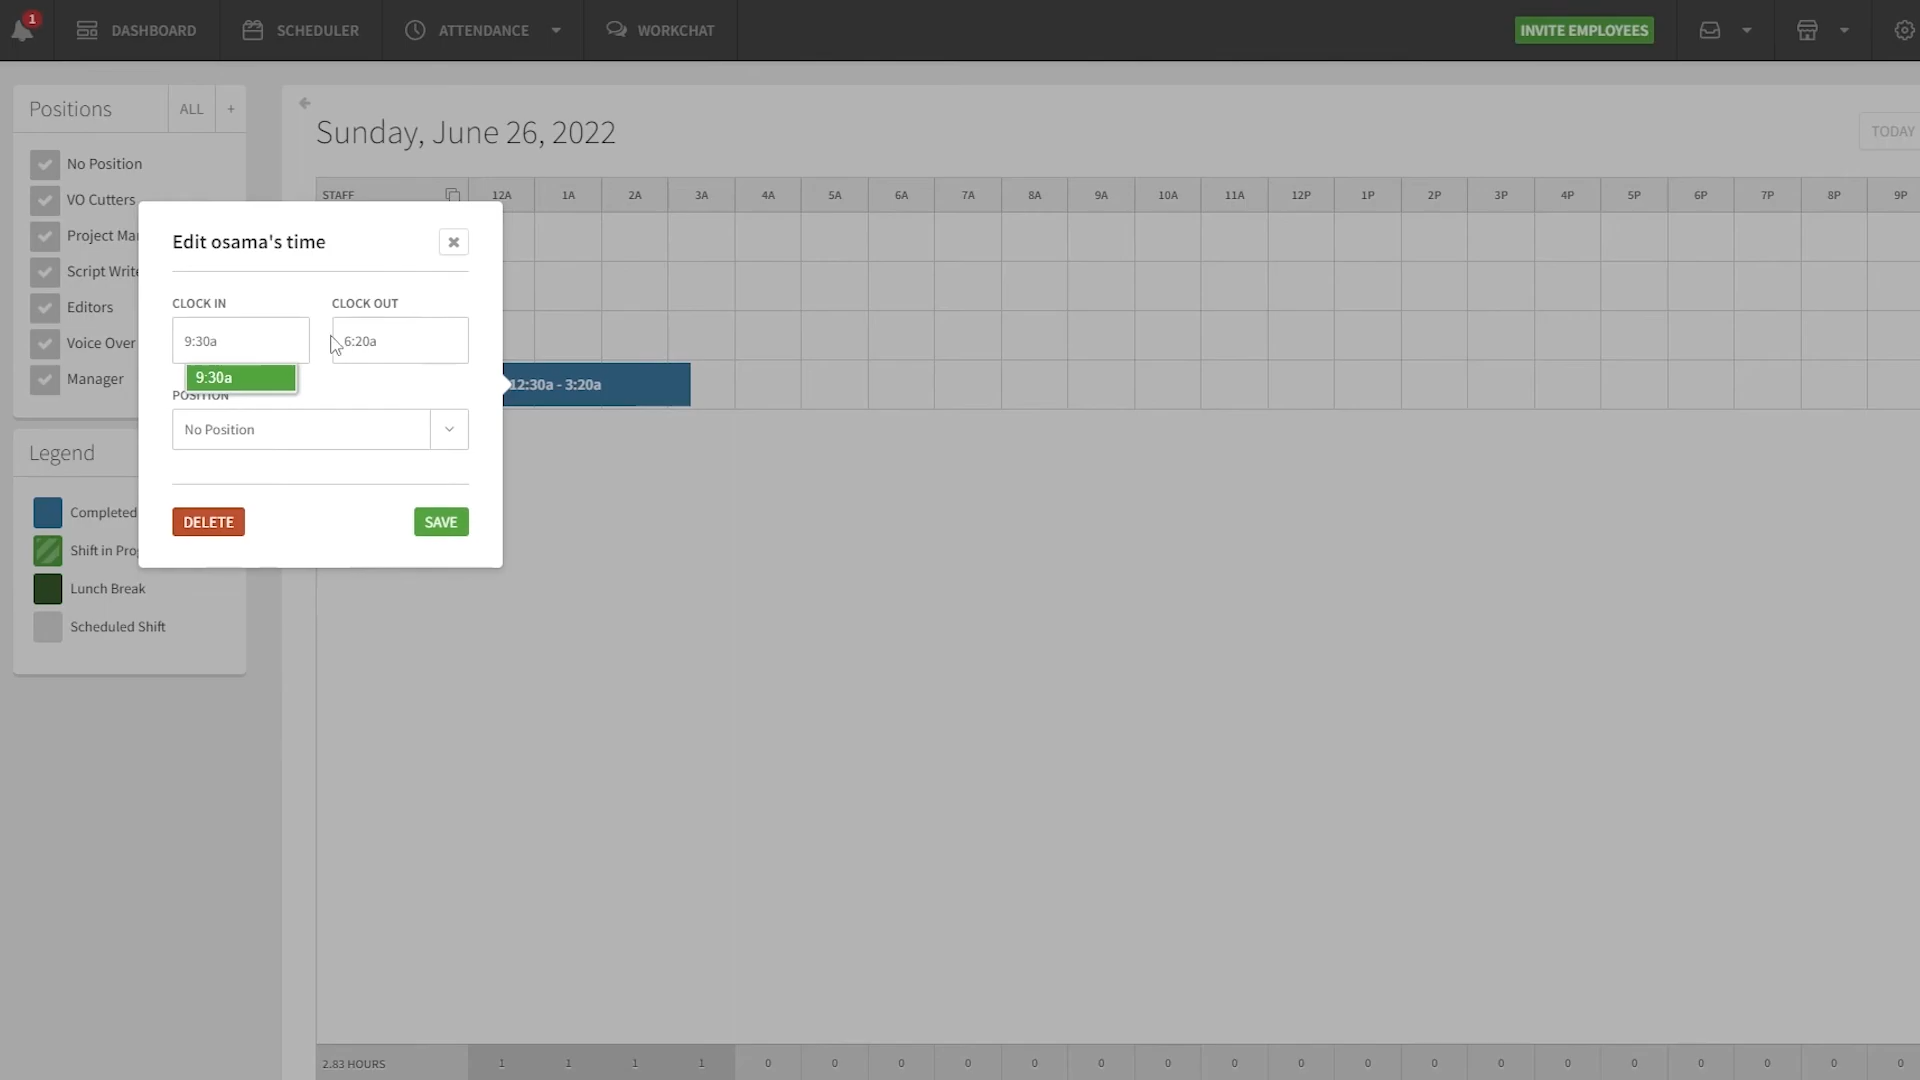 1
DASHBOARD
SCHEDULER
ATTENDANCE
WORKCHAT
INVITE EMPLOYEES
Positions
ALL
+
No Position
VO Cutters
Project Mar
Script Write
Editors
Voice Over
Manager
Legend
Completed
Shift in Prog
Lunch Break
Scheduled Shift
Sunday, June 26, 2022
TODAY
STAFF 12A 1A 2A 3A 4A 5A 6A 7A 8A 9A 10A 11A 12P 1P 2P 3P 4P 5P 6P 7P 8P 9P
12:30a - 3:20a
Edit osama's time
CLOCK IN
CLOCK OUT
9:30a
6:20a
9:30a
POSITION
No Position
DELETE
SAVE
2.83 HOURS 1 1 1 1 0 0 0 0 0 0 0 0 0 0 0 0 0 0 0 0 0 0